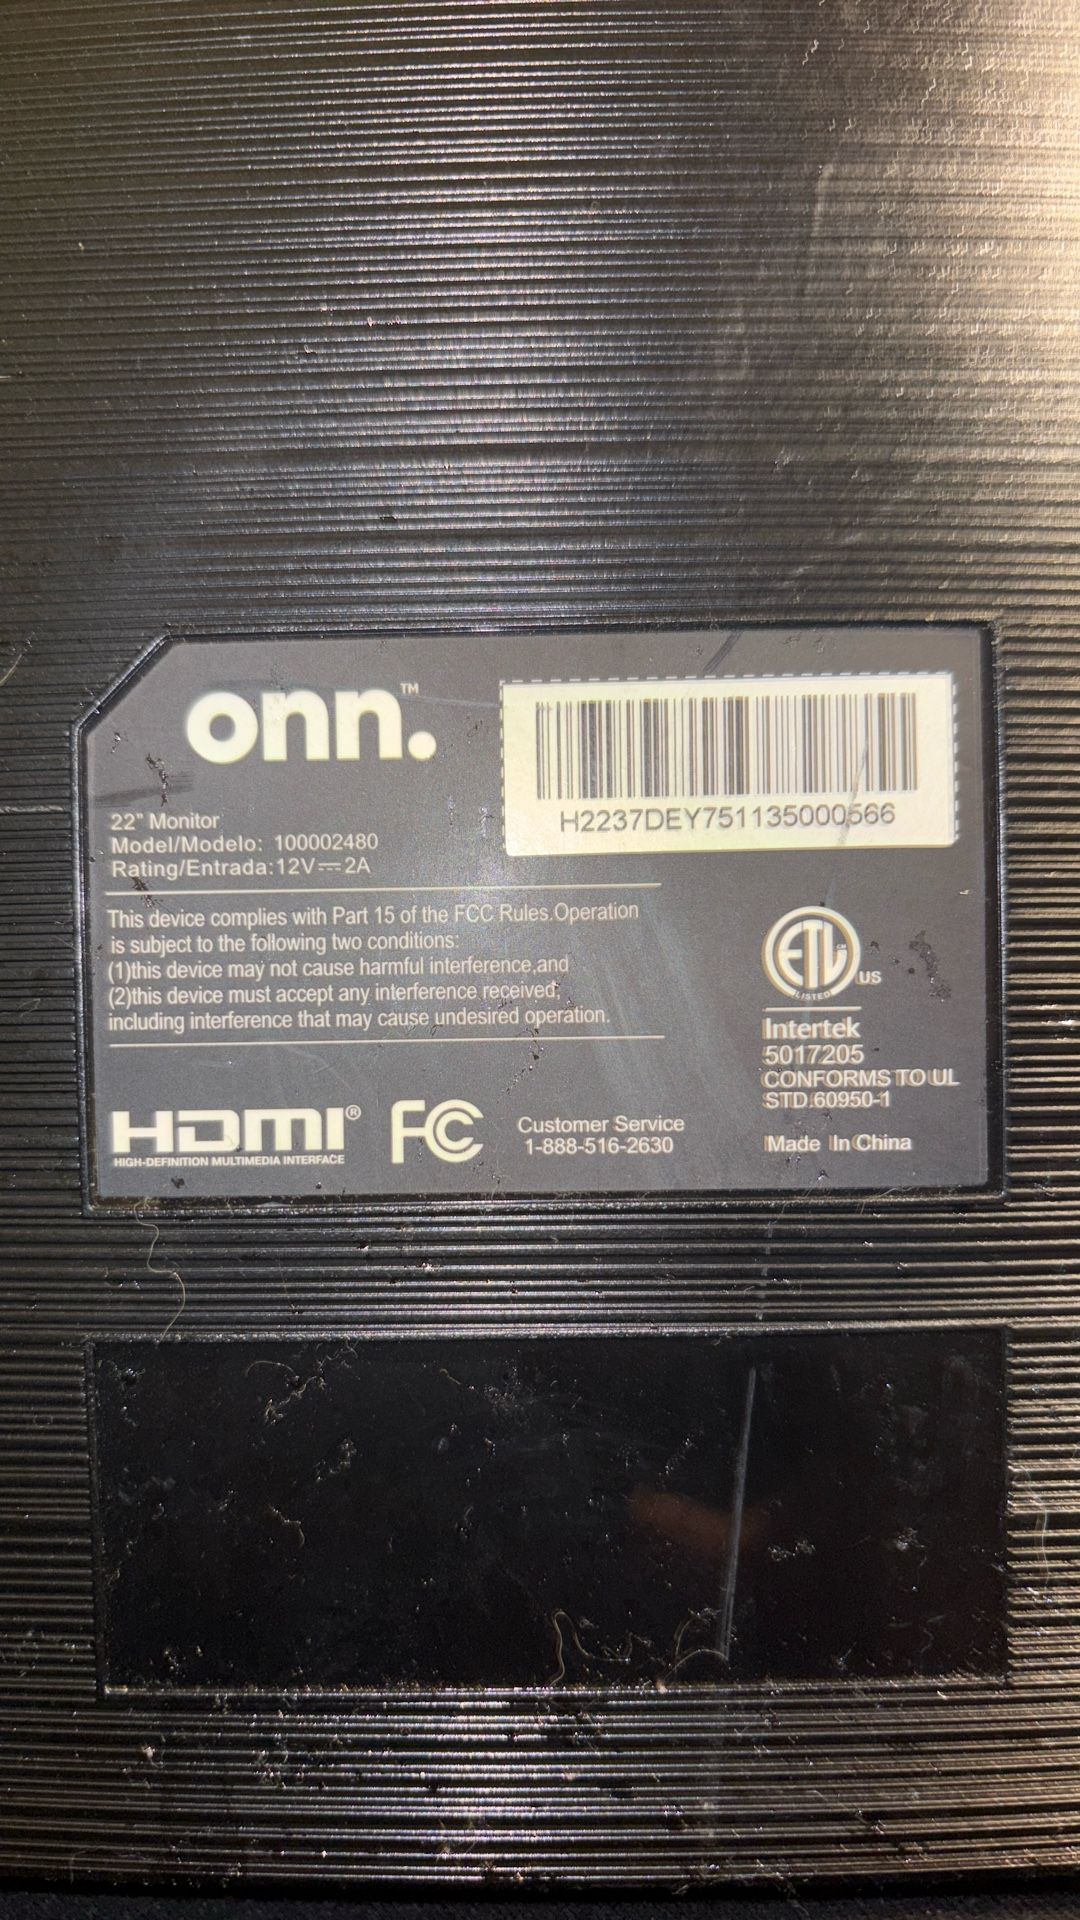 onn.™
H2237DEY751135000566
22" Monitor
Model/Modelo: 100002480
Rating/Entrada:12V⎓2A
This device complies with Part 15 of the FCC Rules.Operation
is subject to the following two conditions:
(1)this device may not cause harmful interference,and
(2)this device must accept any interference received,
including interference that may cause undesired operation.
ETL CM
LISTED
US
Intertek
5017205
CONFORMS TO UL
STD.60950-1
HDMI®
HIGH-DEFINITION MULTIMEDIA INTERFACE
FC
Customer Service
1-888-516-2630
Made In China